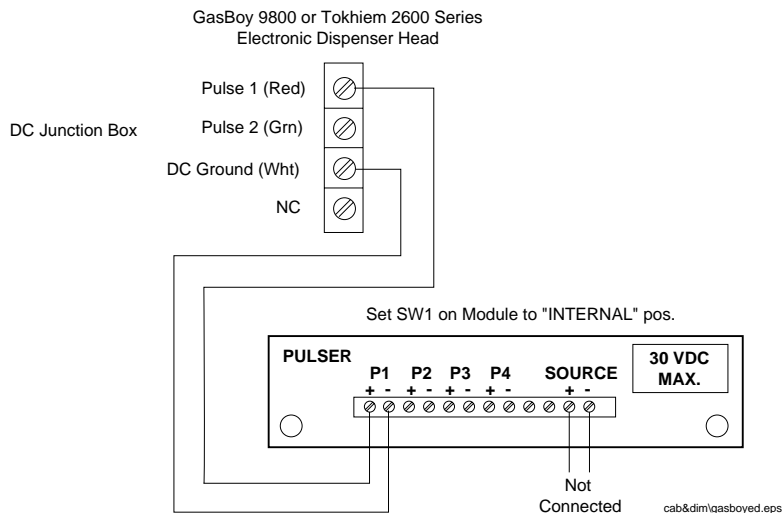 GasBoy 9800 or Tokhiem 2600 Series
Electronic Dispenser Head
Pulse 1 (Red)
DC Junction Box
Pulse 2 (Grn)
DC Ground (Wht)
NC
Set SW1 on Module to "INTERNAL" pos.
PULSER
30 VDC
MAX.
P1 P2 P3 P4 SOURCE
+ - + - + - + - + -
Not
Connected
cab&dim\gasboyed.eps